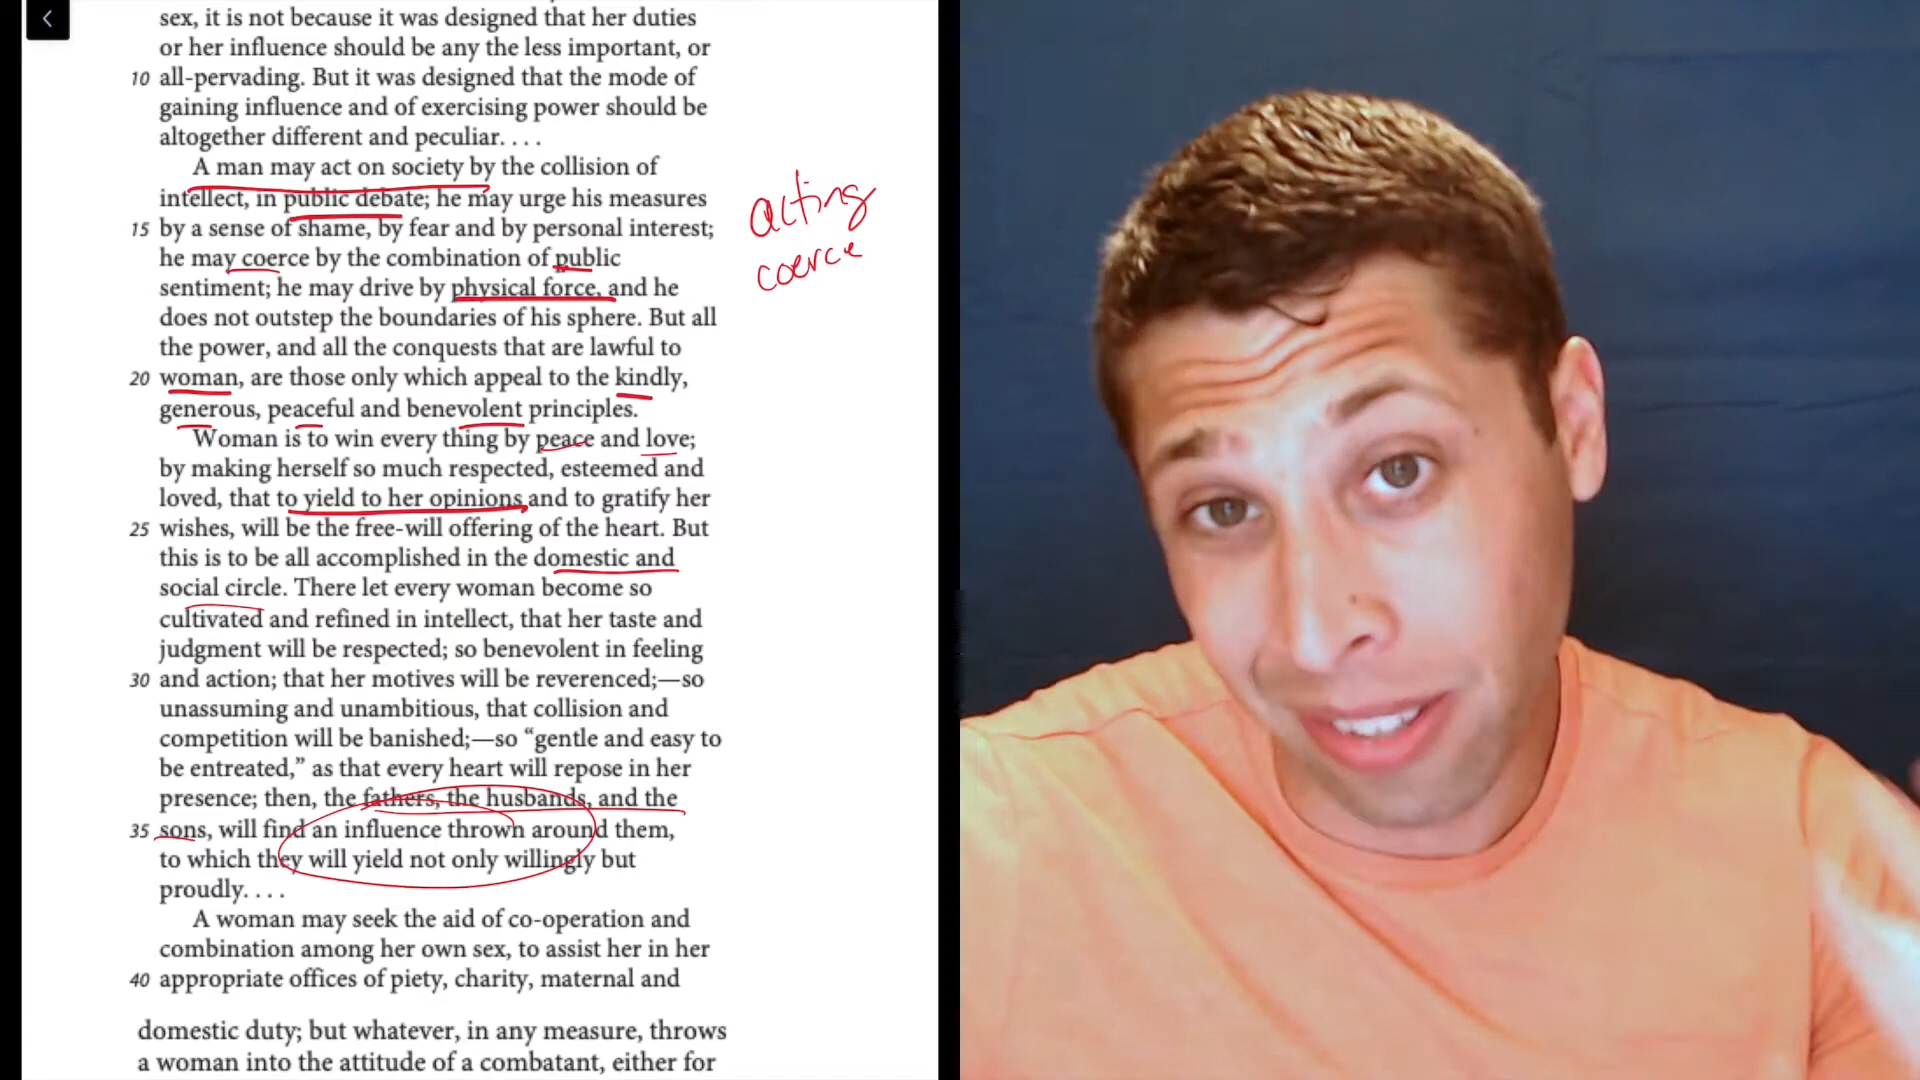 sex, it is not because it was designed that her duties
or her influence should be any the less important, or
10 all-pervading. But it was designed that the mode of
gaining influence and of exercising power should be
altogether different and peculiar. . . .
A man may act on society by the collision of
intellect, in public debate; he may urge his measures
15 by a sense of shame, by fear and by personal interest;
he may coerce by the combination of public
sentiment; he may drive by physical force, and he
does not outstep the boundaries of his sphere. But all
the power, and all the conquests that are lawful to
20 woman, are those only which appeal to the kindly,
generous, peaceful and benevolent principles.
Woman is to win every thing by peace and love;
by making herself so much respected, esteemed and
loved, that to yield to her opinions and to gratify her
25 wishes, will be the free-will offering of the heart. But
this is to be all accomplished in the domestic and
social circle. There let every woman become so
cultivated and refined in intellect, that her taste and
judgment will be respected; so benevolent in feeling
30 and action; that her motives will be reverenced;—so
unassuming and unambitious, that collision and
competition will be banished;—so “gentle and easy to
be entreated,” as that every heart will repose in her
presence; then, the fathers, the husbands, and the
35 sons, will find an influence thrown around them,
to which they will yield not only willingly but
proudly. . . .
A woman may seek the aid of co-operation and
combination among her own sex, to assist her in her
40 appropriate offices of piety, charity, maternal and
domestic duty; but whatever, in any measure, throws
a woman into the attitude of a combatant, either for
acting
coerce